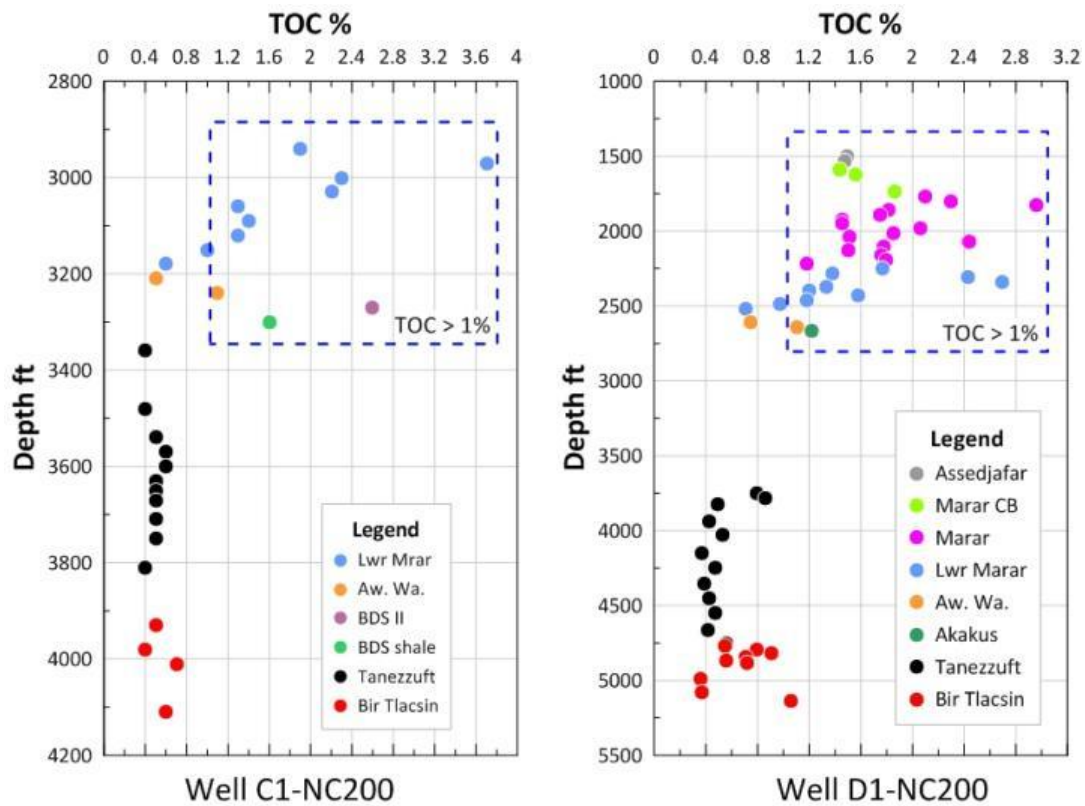 TOC %
0 0.4 0.8 1.2 1.6 2 2.4 2.8 3.2 3.6 4
2800
3000
3200
3400
3600
3800
4000
4200
Depth ft
TOC > 1%
Legend
Lwr Mrar
Aw. Wa.
BDS II
BDS shale
Tanezzuft
Bir Tlacsin
Well C1-NC200
TOC %
0 0.4 0.8 1.2 1.6 2 2.4 2.8 3.2
1000
1500
2000
2500
3000
3500
4000
4500
5000
5500
Depth ft
TOC > 1%
Legend
Assedjafar
Marar CB
Marar
Lwr Marar
Aw. Wa.
Akakus
Tanezzuft
Bir Tlacsin
Well D1-NC200